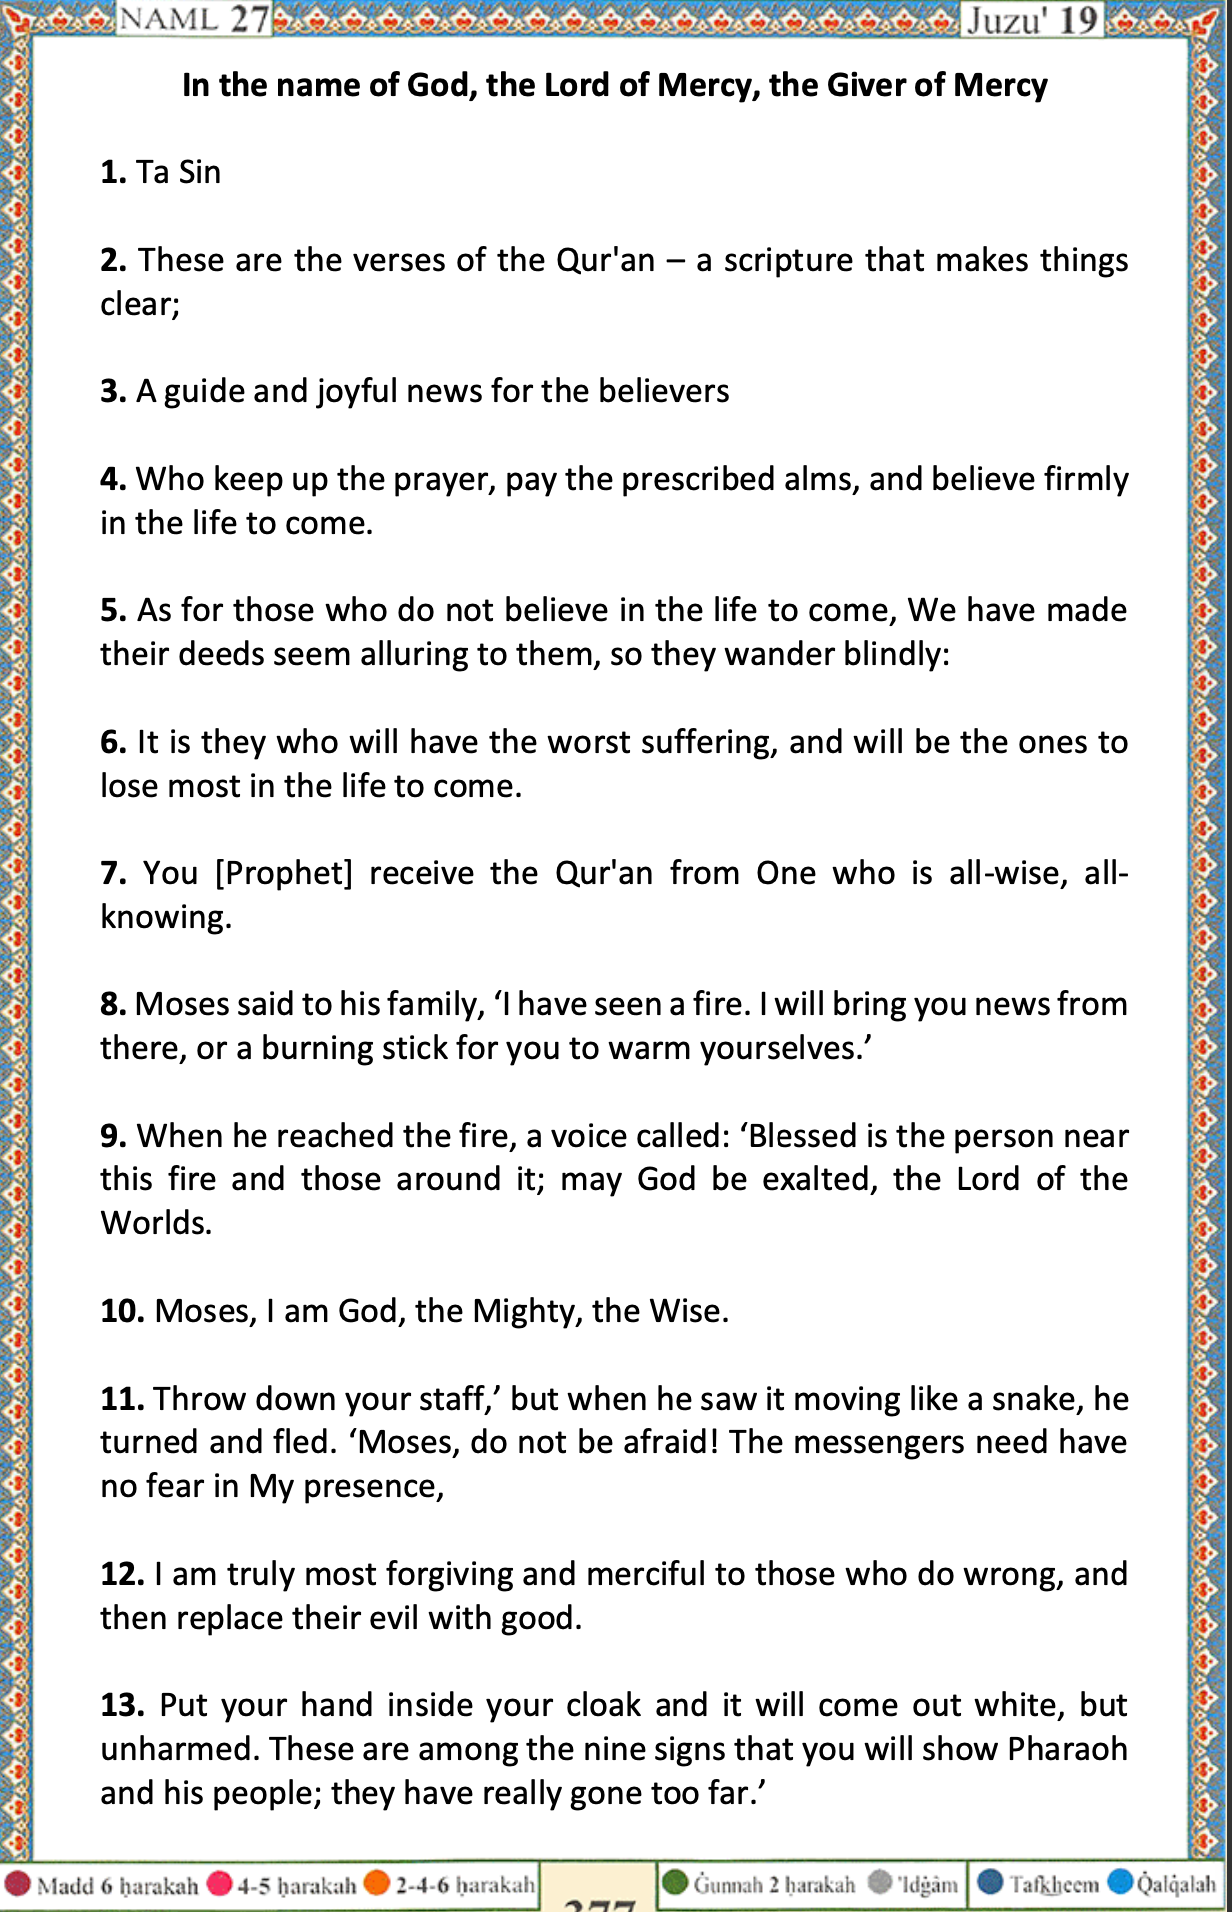 NAML 27
Juzu' 19
In the name of God, the Lord of Mercy, the Giver of Mercy
1. Ta Sin
2. These are the verses of the Qur'an – a scripture that makes things
clear;
3. A guide and joyful news for the believers
4. Who keep up the prayer, pay the prescribed alms, and believe firmly
in the life to come.
5. As for those who do not believe in the life to come, We have made
their deeds seem alluring to them, so they wander blindly:
6. It is they who will have the worst suffering, and will be the ones to
lose most in the life to come.
7. You [Prophet] receive the Qur'an from One who is all-wise, all-
knowing.
8. Moses said to his family, ‘I have seen a fire. I will bring you news from
there, or a burning stick for you to warm yourselves.’
9. When he reached the fire, a voice called: ‘Blessed is the person near
this fire and those around it; may God be exalted, the Lord of the
Worlds.
10. Moses, I am God, the Mighty, the Wise.
11. Throw down your staff,’ but when he saw it moving like a snake, he
turned and fled. ‘Moses, do not be afraid! The messengers need have
no fear in My presence,
12. I am truly most forgiving and merciful to those who do wrong, and
then replace their evil with good.
13. Put your hand inside your cloak and it will come out white, but
unharmed. These are among the nine signs that you will show Pharaoh
and his people; they have really gone too far.’
Madd 6 ḥarakah 4-5 ḥarakah 2-4-6 ḥarakah 377 Ġunnah 2 ḥarakah 'Idġâm Tafkheem Q̇alq̇alah